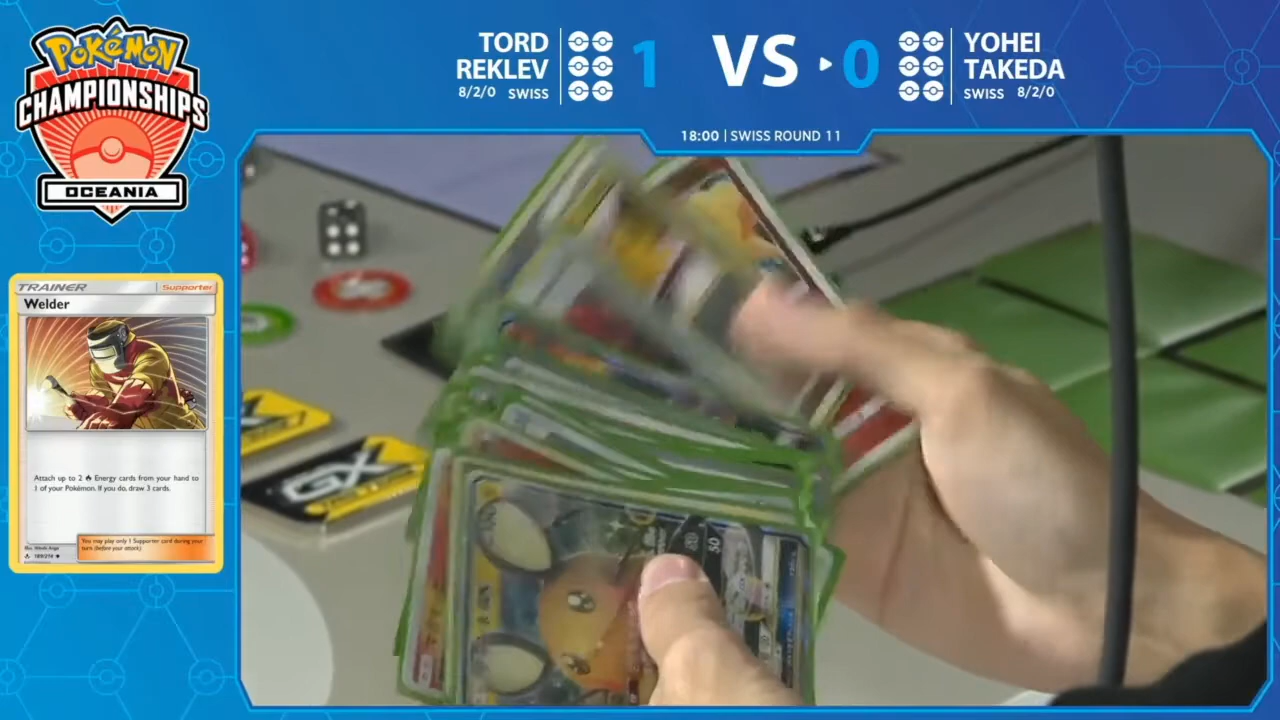 Pokémon
CHAMPIONSHIPS
OCEANIA
TORD
REKLEV
8/2/0 SWISS
1
VS
0
YOHEI
TAKEDA
SWISS 8/2/0
18:00 | SWISS ROUND 11
TRAINER Supporter
Welder
Attach up to 2 Energy cards from your hand to
1 of your Pokémon. If you do, draw 3 cards.
You may play only 1 Supporter card during your
turn (before your attack).
189/214
GX